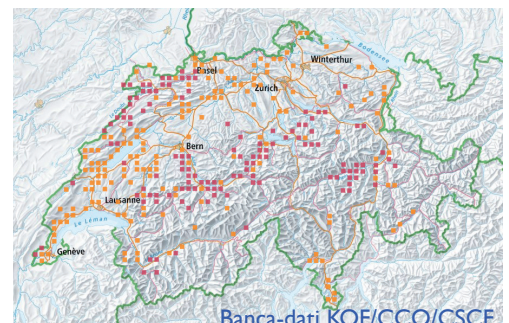 Bodensee
Winterthur
Basel
Zürich
Bern
Lausanne
Le Léman
Genève
Banca-dati KOF/CCO/CSCF